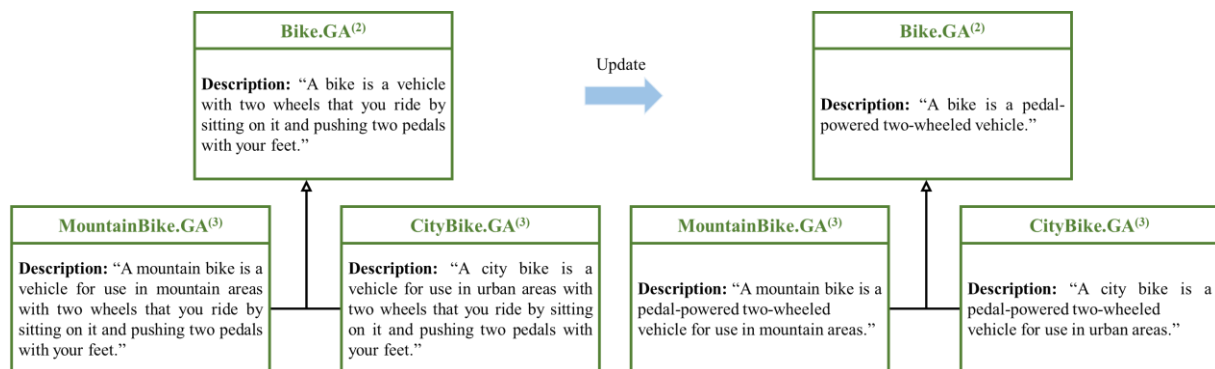 Bike.GA(2)
Description: “A bike is a vehicle
with two wheels that you ride by
sitting on it and pushing two pedals
with your feet.”
MountainBike.GA(3)
Description: “A mountain bike is a
vehicle for use in mountain areas
with two wheels that you ride by
sitting on it and pushing two pedals
with your feet.”
CityBike.GA(3)
Description: “A city bike is a
vehicle for use in urban areas with
two wheels that you ride by sitting
on it and pushing two pedals with
your feet.”
Update
Bike.GA(2)
Description: “A bike is a pedal-
powered two-wheeled vehicle.”
MountainBike.GA(3)
Description: “A mountain bike is a
pedal-powered two-wheeled
vehicle for use in mountain areas.”
CityBike.GA(3)
Description: “A city bike is a
pedal-powered two-wheeled
vehicle for use in urban areas.”